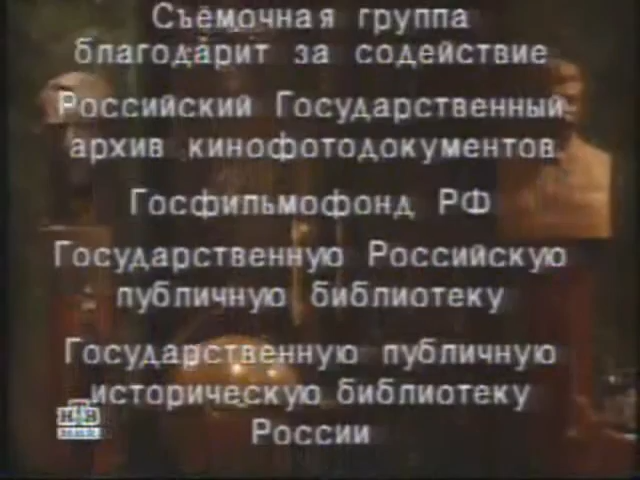 Съёмочная группа
благодарит за содействие
Российский Государственный
архив кинофотодокументов
Госфильмофонд РФ
Государственную Российскую
публичную библиотеку
Государственную публичную
историческую библиотеку
России
НТВ